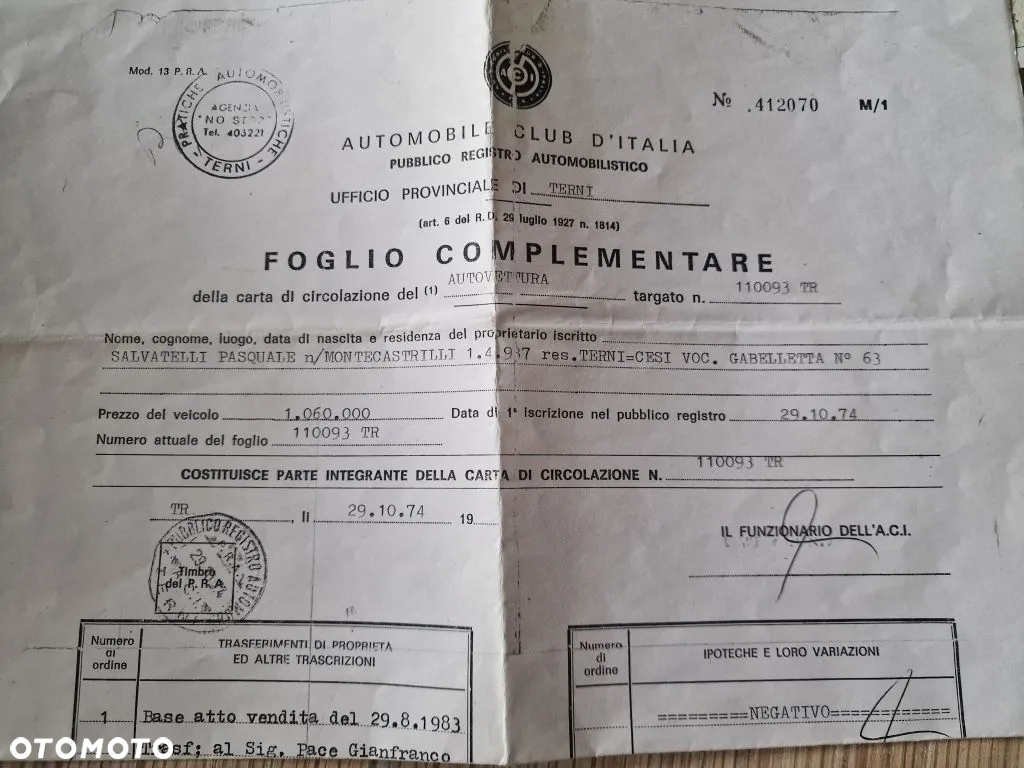 Mod. 13 P.R.A.
PRATICHE AUTOMOBILISTICHE
AGENZIA
"NO STOP"
Tel. 403221
- TERNI -
Nº .412070 M/1
AUTOMOBILE CLUB D'ITALIA
PUBBLICO REGISTRO AUTOMOBILISTICO
UFFICIO PROVINCIALE DI TERNI
(art. 6 del R.D. 29 luglio 1927 n. 1814)
FOGLIO COMPLEMENTARE
della carta di circolazione del (1) AUTOVETTURA targato n. 110093 TR
Nome, cognome, luogo, data di nascita e residenza del proprietario iscritto
SALVATELLI PASQUALE n/MONTECASTRILLI 1.4.937 res.TERNI=CESI VOC. GABELLETTA Nº 63
Prezzo del veicolo 1.060.000 Data di 1ª iscrizione nel pubblico registro 29.10.74
Numero attuale del foglio 110093 TR
COSTITUISCE PARTE INTEGRANTE DELLA CARTA DI CIRCOLAZIONE N. 110093 TR
TR, li 29.10.74 19
IL FUNZIONARIO DELL'A.C.I.
PUBBLICO REGISTRO
Timbro
del P.R.A.
Numero di ordine
TRASFERIMENTI DI PROPRIETA
ED ALTRE TRASCRIZIONI
1 Base atto vendita del 29.8.1983
Trasf; al Sig. Pace Gianfranco
Numero di ordine
IPOTECHE E LORO VARIAZIONI
=========NEGATIVO============
OTOMOTO